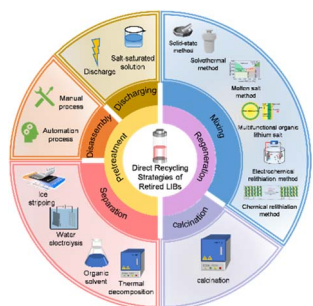 Salt-saturated
solution
Discharge
Discharging
Solid-state
method
Solvothermal
method
Molten salt
method
Multifunctional organic
lithium salt
Electrochemical
relithiation method
Chemical relithiation
method
Mixing
Regeneration
Manual
process
Automation
process
Disassembly
Pretreatment
Direct Recycling
Strategies of
Retired LIBs
Separation
Ice
stripping
Water
electrolysis
Organic
solvent
Thermal
decomposition
calcination
calcination